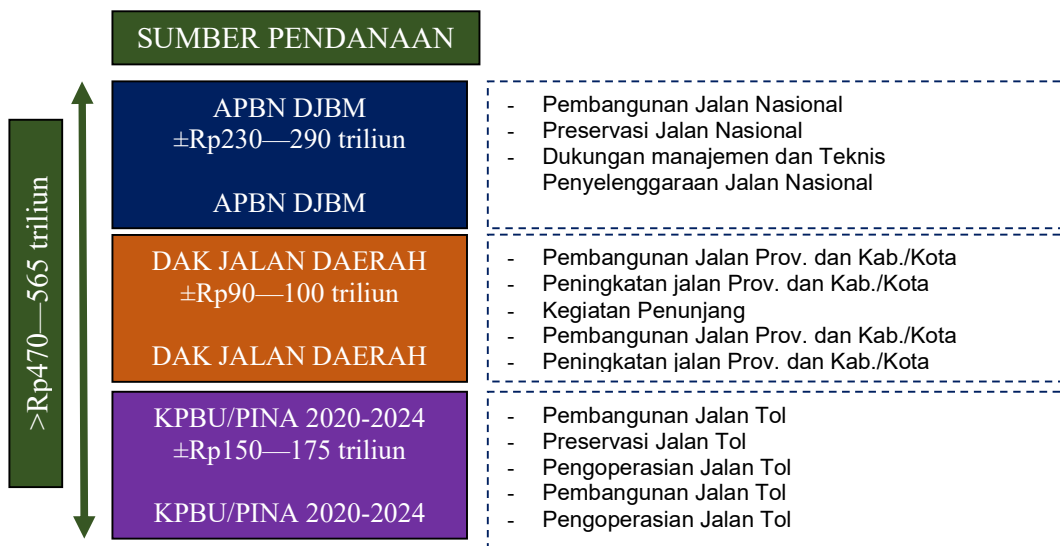 SUMBER PENDANAAN
>Rp470—565 triliun
APBN DJBM
±Rp230—290 triliun
APBN DJBM
- Pembangunan Jalan Nasional
- Preservasi Jalan Nasional
- Dukungan manajemen dan Teknis
Penyelenggaraan Jalan Nasional
DAK JALAN DAERAH
±Rp90—100 triliun
DAK JALAN DAERAH
- Pembangunan Jalan Prov. dan Kab./Kota
- Peningkatan jalan Prov. dan Kab./Kota
- Kegiatan Penunjang
- Pembangunan Jalan Prov. dan Kab./Kota
- Peningkatan jalan Prov. dan Kab./Kota
KPBU/PINA 2020-2024
±Rp150—175 triliun
KPBU/PINA 2020-2024
- Pembangunan Jalan Tol
- Preservasi Jalan Tol
- Pengoperasian Jalan Tol
- Pembangunan Jalan Tol
- Pengoperasian Jalan Tol